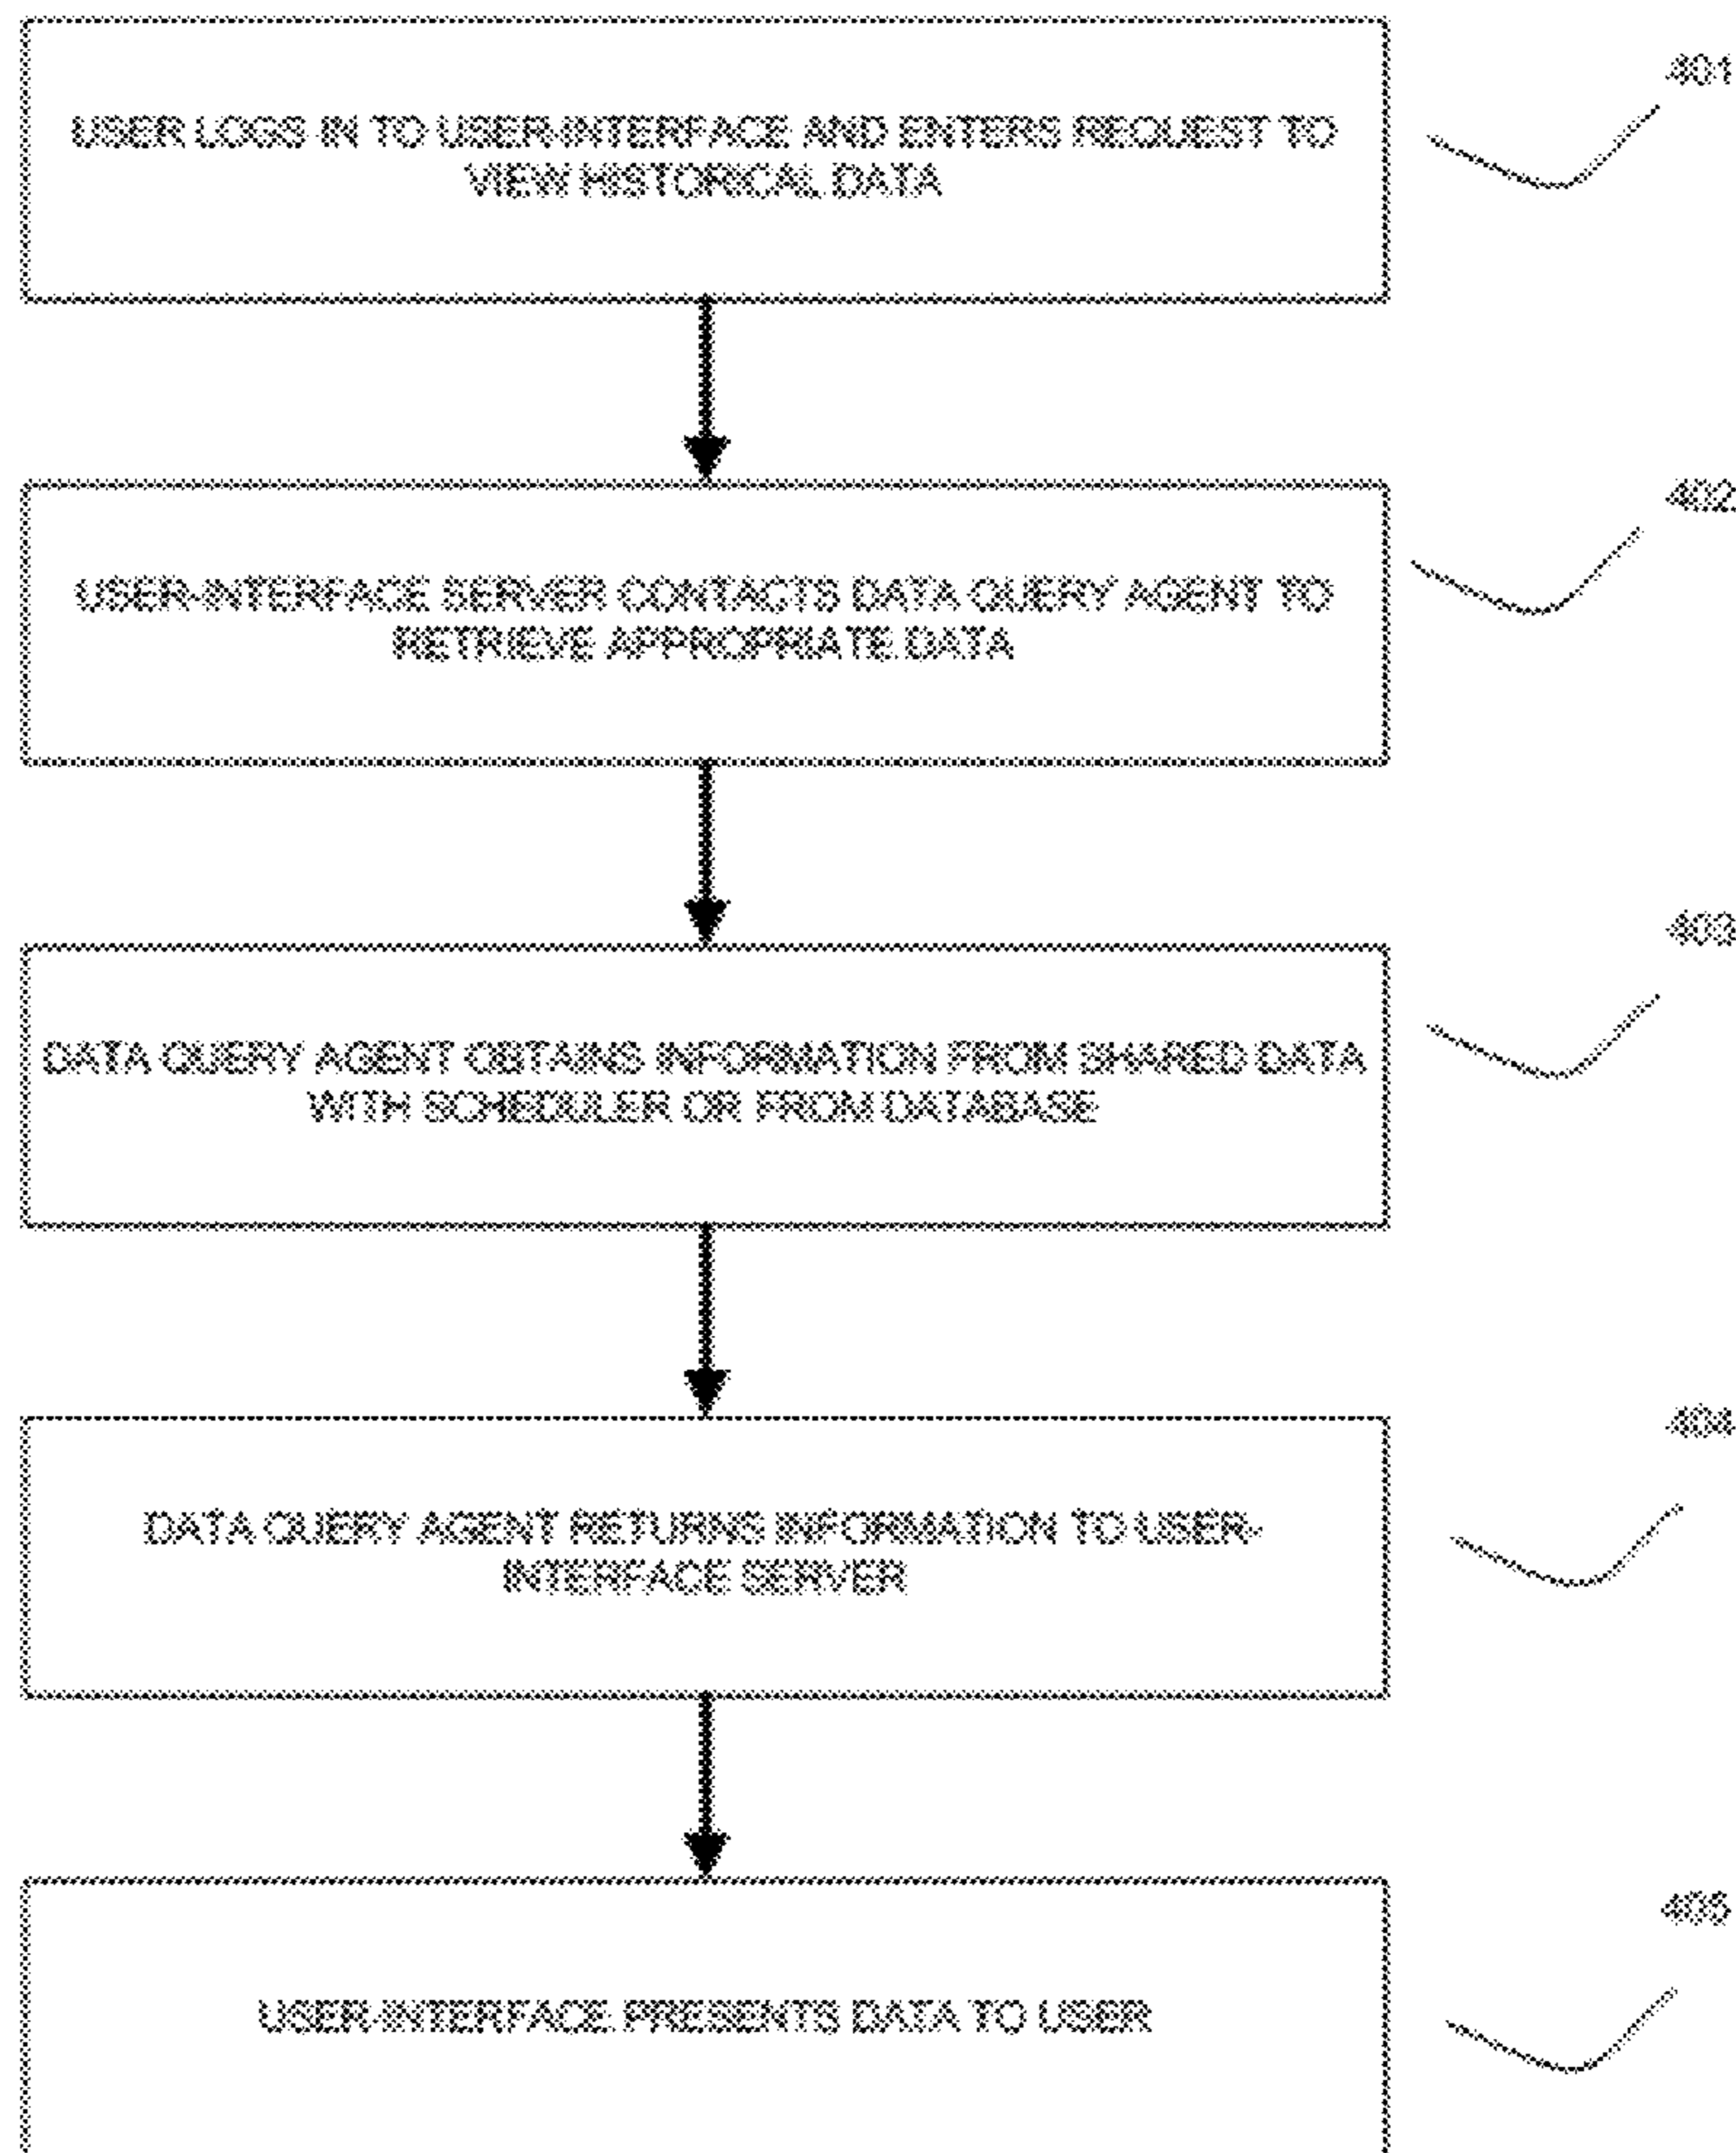 401
USER LOGS IN TO USER-INTERFACE AND ENTERS REQUEST TO
VIEW HISTORICAL DATA
402
USER-INTERFACE SERVER CONTACTS DATA QUERY AGENT TO
RETRIEVE APPROPRIATE DATA
403
DATA QUERY AGENT OBTAINS INFORMATION FROM SHARED DATA
WITH SCHEDULER OR FROM DATABASE
404
DATA QUERY AGENT RETURNS INFORMATION TO USER-
INTERFACE SERVER
405
USER-INTERFACE PRESENTS DATA TO USER